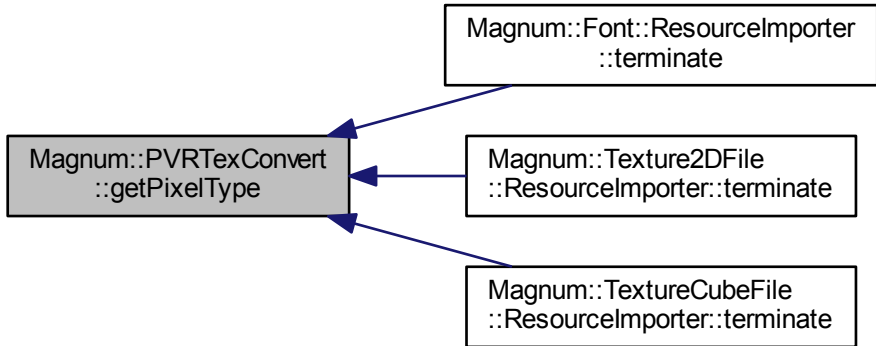 Magnum::Font::ResourceImporter
::terminate
Magnum::PVRTexConvert
::getPixelType
Magnum::Texture2DFile
::ResourceImporter::terminate
Magnum::TextureCubeFile
::ResourceImporter::terminate